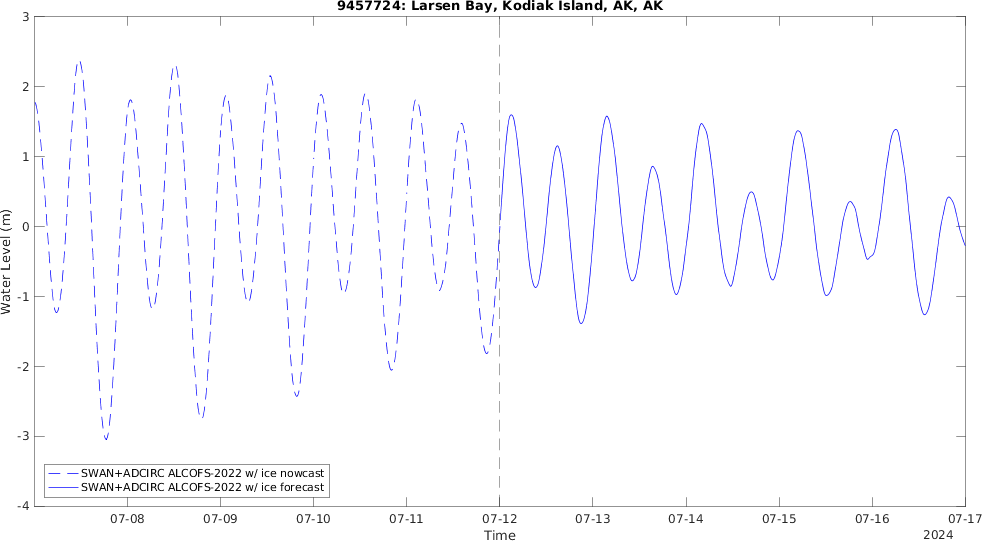 9457724: Larsen Bay, Kodiak Island, AK, AK
3
2
1
0
-1
-2
-3
-4
Water Level (m)
SWAN+ADCIRC ALCOFS-2022 w/ ice nowcast
SWAN+ADCIRC ALCOFS-2022 w/ ice forecast
07-08 07-09 07-10 07-11 07-12 07-13 07-14 07-15 07-16 07-17
Time
2024